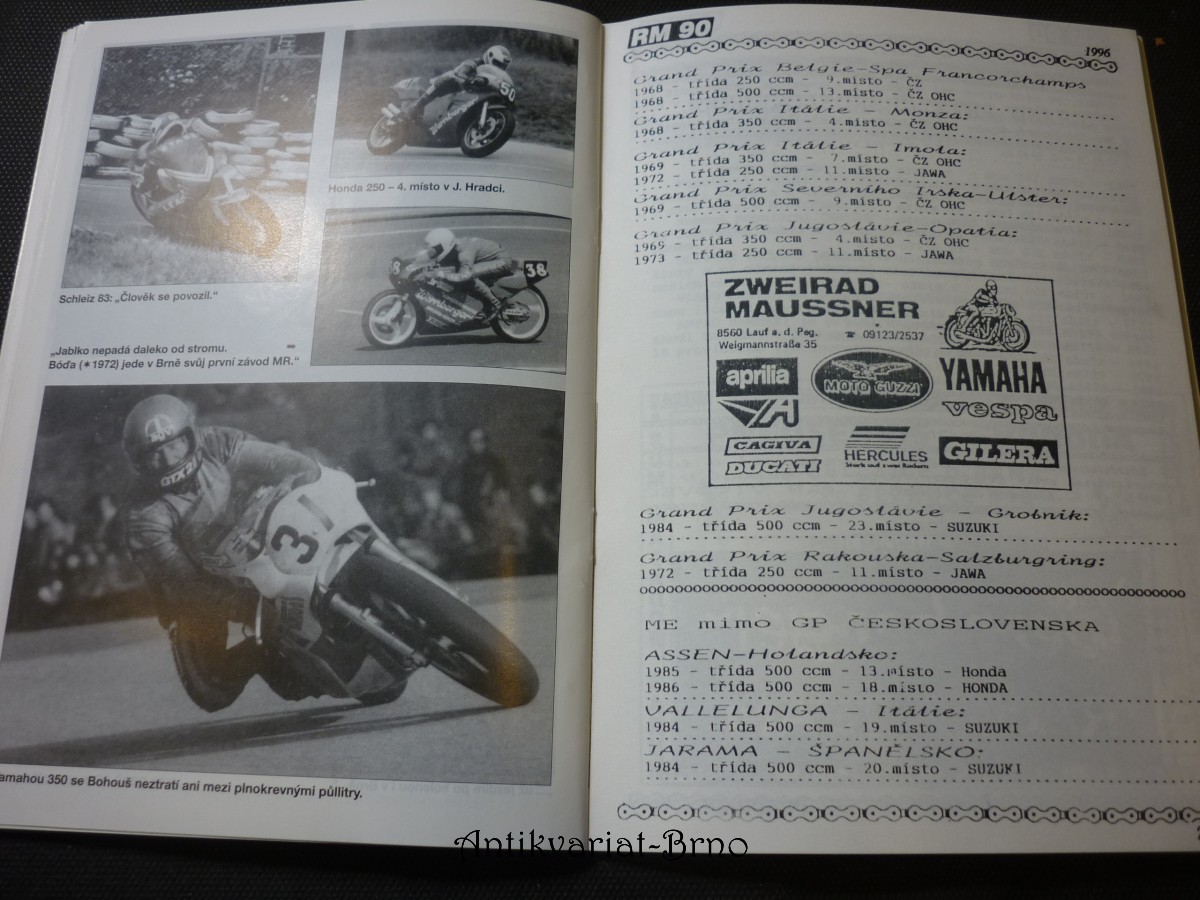 Honda 250 – 4. místo v J. Hradci.
50
Schleiz 83: „Člověk se povozil.“
8
38
„Jablko nepadá daleko od stromu.
Bóďa (*1972) jede v Brně svůj první závod MR.“
GTX
31
amahou 350 se Bohouš neztratí ani mezi plnokrevnými půllitry.
RM 90
1996
Grand Prix Belgie-Spa Francorchamps
1968 - třída 250 ccm - 9.místo - ČZ
1968 - třída 500 ccm - 13.místo - ČZ OHC
Grand Prix Itálie - Monza:
1968 - třída 350 ccm - 4.místo - ČZ OHC
Grand Prix Itálie - Imola:
1969 - třída 350 ccm - 7.místo - ČZ OHC
1972 - třída 250 ccm - 11.místo - JAWA
Grand Prix Severního Irska-Ulster:
1969 - třída 500 ccm - 9.místo - ČZ OHC
Grand Prix Jugoslávie-Opatia:
1969 - třída 350 ccm - 4.místo - ČZ OHC
1973 - třída 250 ccm - 11.místo - JAWA
ZWEIRAD
MAUSSNER
8560 Lauf a. d. Peg. ☎ 09123/2537
Weigmannstraße 35
aprilia
MOTO GUZZI
YAMAHA
vespa
CAGIVA
DUCATI
HERCULES
Stark auf zwei Rädern
GILERA
Grand Prix Jugoslávie - Grobnik:
1984 - třída 500 ccm - 23.místo - SUZUKI
Grand Prix Rakouska-Salzburgring:
1972 - třída 250 ccm - 11.místo - JAWA
ME mimo GP ČESKOSLOVENSKA
ASSEN-Holandsko:
1985 - třída 500 ccm - 13.místo - Honda
1986 - třída 500 ccm - 18.místo - HONDA
VALLELUNGA - Itálie:
1984 - třída 500 ccm - 19.místo - SUZUKI
JARAMA - ŠPANĚLSKO:
1984 - třída 500 ccm - 20.místo - SUZUKI
Antikvariat-Brno